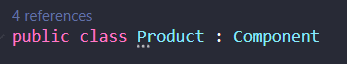 4 references
public class Product : Component